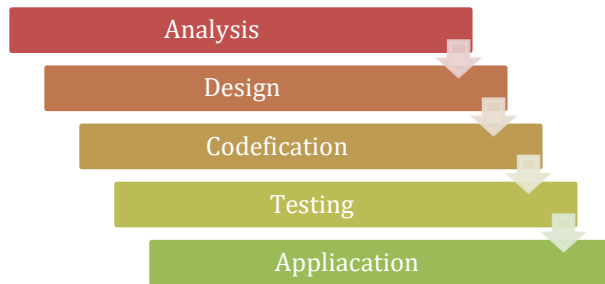 Analysis
Design
Codefication
Testing
Appliacation